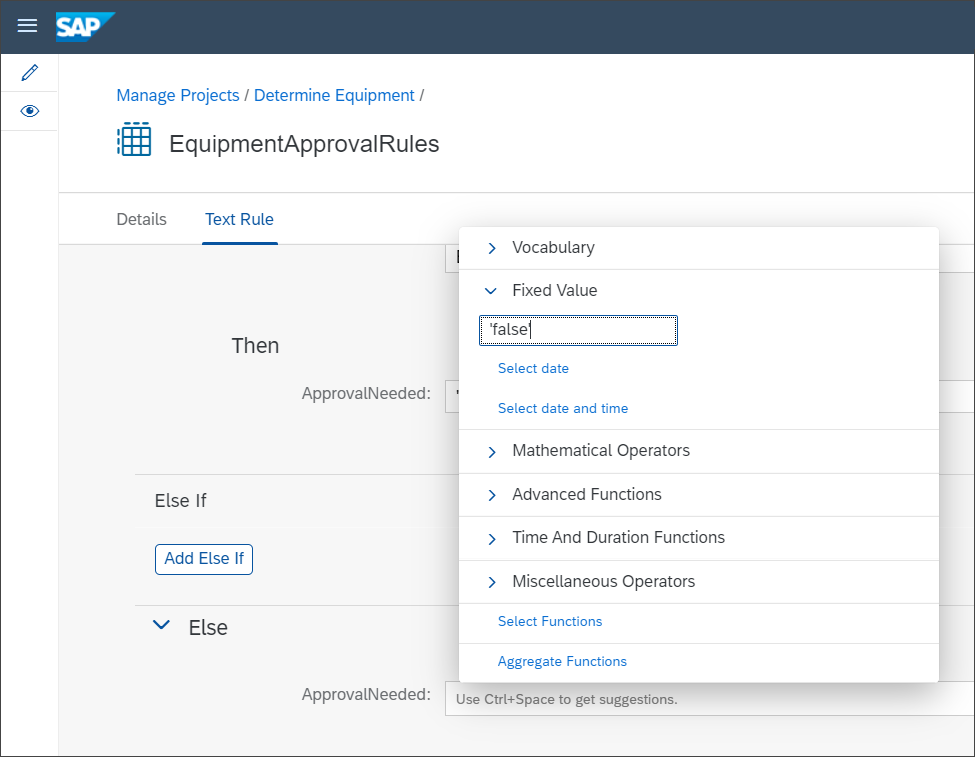 SAP
Manage Projects / Determine Equipment /
EquipmentApprovalRules
Details
Text Rule
Vocabulary
Fixed Value
'false'
Select date
Select date and time
Mathematical Operators
Advanced Functions
Time And Duration Functions
Miscellaneous Operators
Select Functions
Aggregate Functions
Then
ApprovalNeeded:
Else If
Add Else If
Else
ApprovalNeeded:
Use Ctrl+Space to get suggestions.